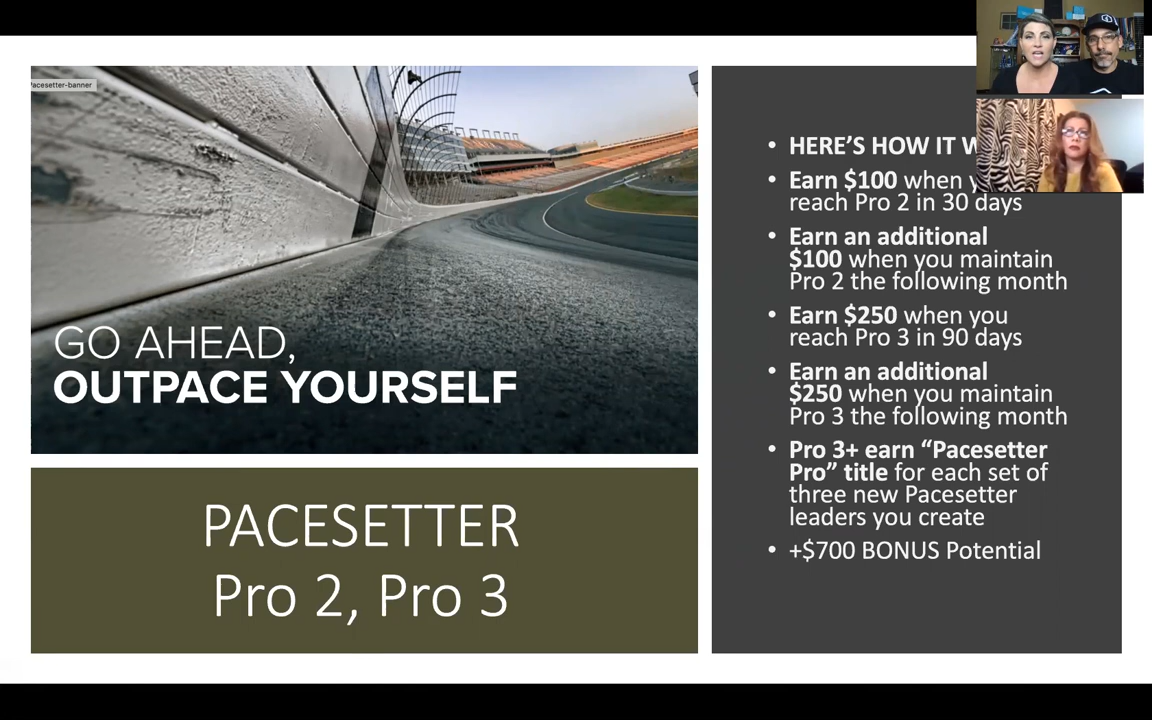 Pacesetter-banner
GO AHEAD,
OUTPACE YOURSELF
PACESETTER
Pro 2, Pro 3
• HERE’S HOW IT
• Earn $100 when
reach Pro 2 in 30 days
• Earn an additional
$100 when you maintain
Pro 2 the following month
• Earn $250 when you
reach Pro 3 in 90 days
• Earn an additional
$250 when you maintain
Pro 3 the following month
• Pro 3+ earn “Pacesetter
Pro” title for each set of
three new Pacesetter
leaders you create
• +$700 BONUS Potential